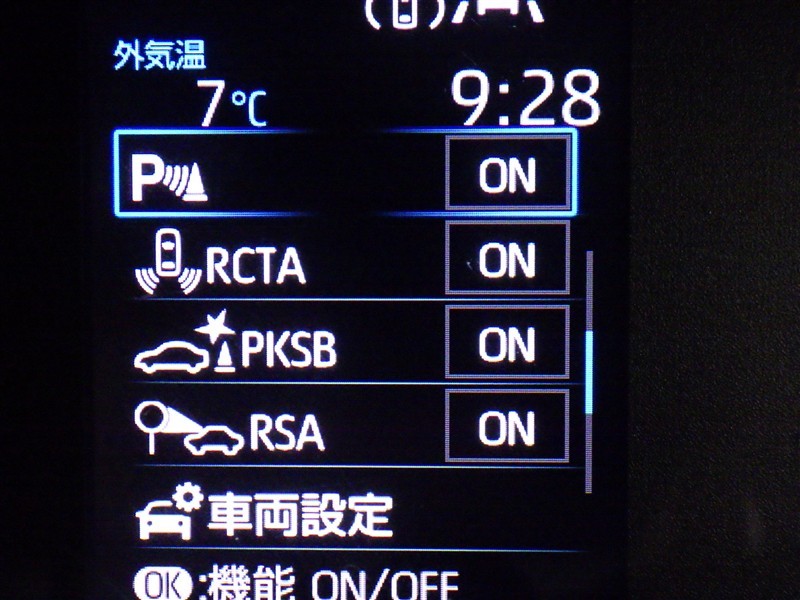 外気温
7℃ 9:28
P ON
RCTA ON
PKSB ON
RSA ON
車両設定
OK:機能 ON/OFF